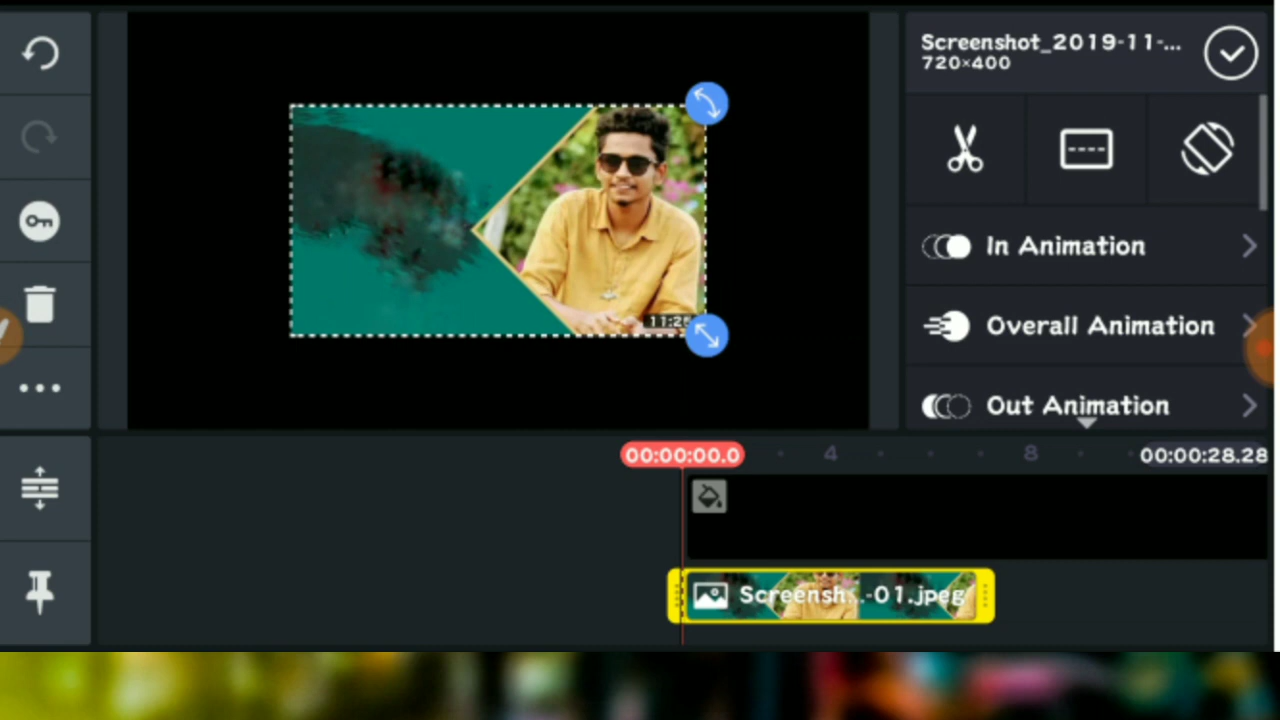 Screenshot_2019-11-...
720×400
In Animation
Overall Animation
Out Animation
00:00:00.0
4
8
00:00:28.28
Screensh...-01.jpeg